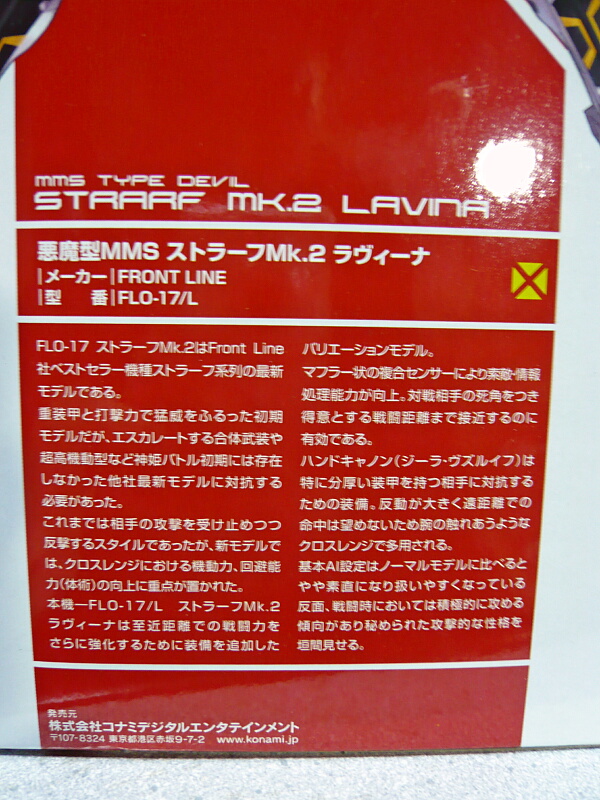 MMS TYPE DEVIL
STRARF MK.2 LAVINA
悪魔型MMS ストラーフMk.2 ラヴィーナ
|メーカー|FRONT LINE
|型 番|FLO-17/L
FLO-17 ストラーフMk.2はFront Line
社ベストセラー機種ストラーフ系列の最新
モデルである。
重装甲と打撃力で猛威をふるった初期
モデルだが、エスカレートする合体武装や
超高機動型など神姫バトル初期には存在
しなかった他社最新モデルに対抗する
必要があった。
これまでは相手の攻撃を受け止めつつ
反撃するスタイルであったが、新モデルで
は、クロスレンジにおける機動力、回避能
力(体術)の向上に重点が置かれた。
本機―FLO-17/L ストラーフMk.2
ラヴィーナは至近距離での戦闘力を
さらに強化するために装備を追加した
バリエーションモデル。
マフラー状の複合センサーにより索敵・情報
処理能力が向上。対戦相手の死角をつき
得意とする戦闘距離まで接近するのに
有効である。
ハンドキャノン(ジーラ・ヴズルイフ)は
特に分厚い装甲を持つ相手に対抗する
ための装備。反動が大きく遠距離での
命中は望めないため腕の触れあうような
クロスレンジで多用される。
基本AI設定はノーマルモデルに比べると
やや素直になり扱いやすくなっている
反面、戦闘時においては積極的に攻める
傾向があり秘められた攻撃的な性格を
垣間見せる。
発売元
株式会社コナミデジタルエンタテインメント
〒107-8324 東京都港区赤坂9-7-2 www.konami.jp